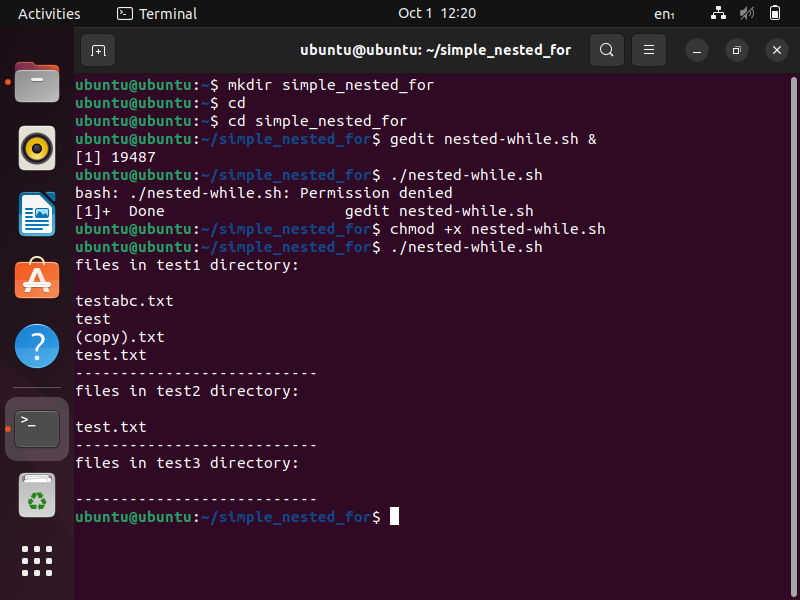 Activities
Terminal
Oct 1 12:20
en₁
ubuntu@ubuntu: ~/simple_nested_for
ubuntu@ubuntu:~$ mkdir simple_nested_for
ubuntu@ubuntu:~$ cd
ubuntu@ubuntu:~$ cd simple_nested_for
ubuntu@ubuntu:~/simple_nested_for$ gedit nested-while.sh &
[1] 19487
ubuntu@ubuntu:~/simple_nested_for$ ./nested-while.sh
bash: ./nested-while.sh: Permission denied
[1]+  Done                    gedit nested-while.sh
ubuntu@ubuntu:~/simple_nested_for$ chmod +x nested-while.sh
ubuntu@ubuntu:~/simple_nested_for$ ./nested-while.sh
files in test1 directory:
testabc.txt
test
(copy).txt
test.txt
---------------------------
files in test2 directory:
test.txt
---------------------------
files in test3 directory:
---------------------------
ubuntu@ubuntu:~/simple_nested_for$